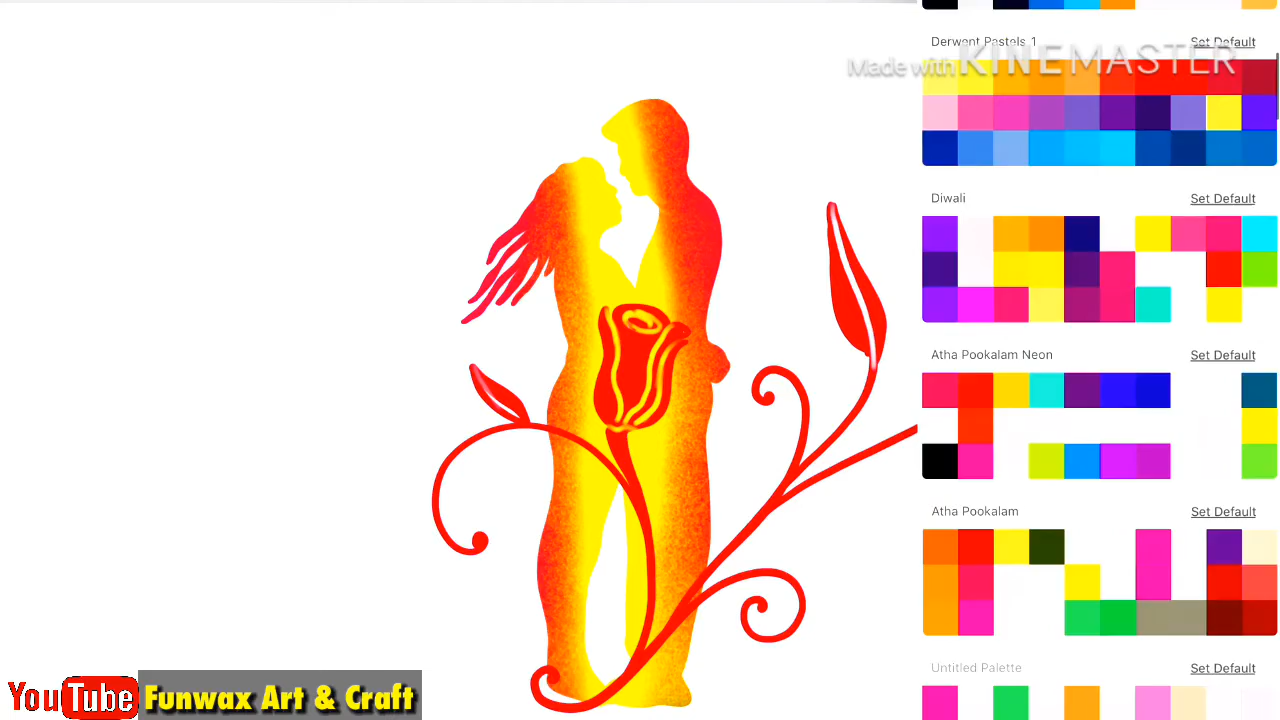 Derwent Pastels 1 Set Default
Made with KINEMASTER
Diwali Set Default
Atha Pookalam Neon Set Default
Atha Pookalam Set Default
Untitled Palette Set Default
YouTube Funwax Art & Craft